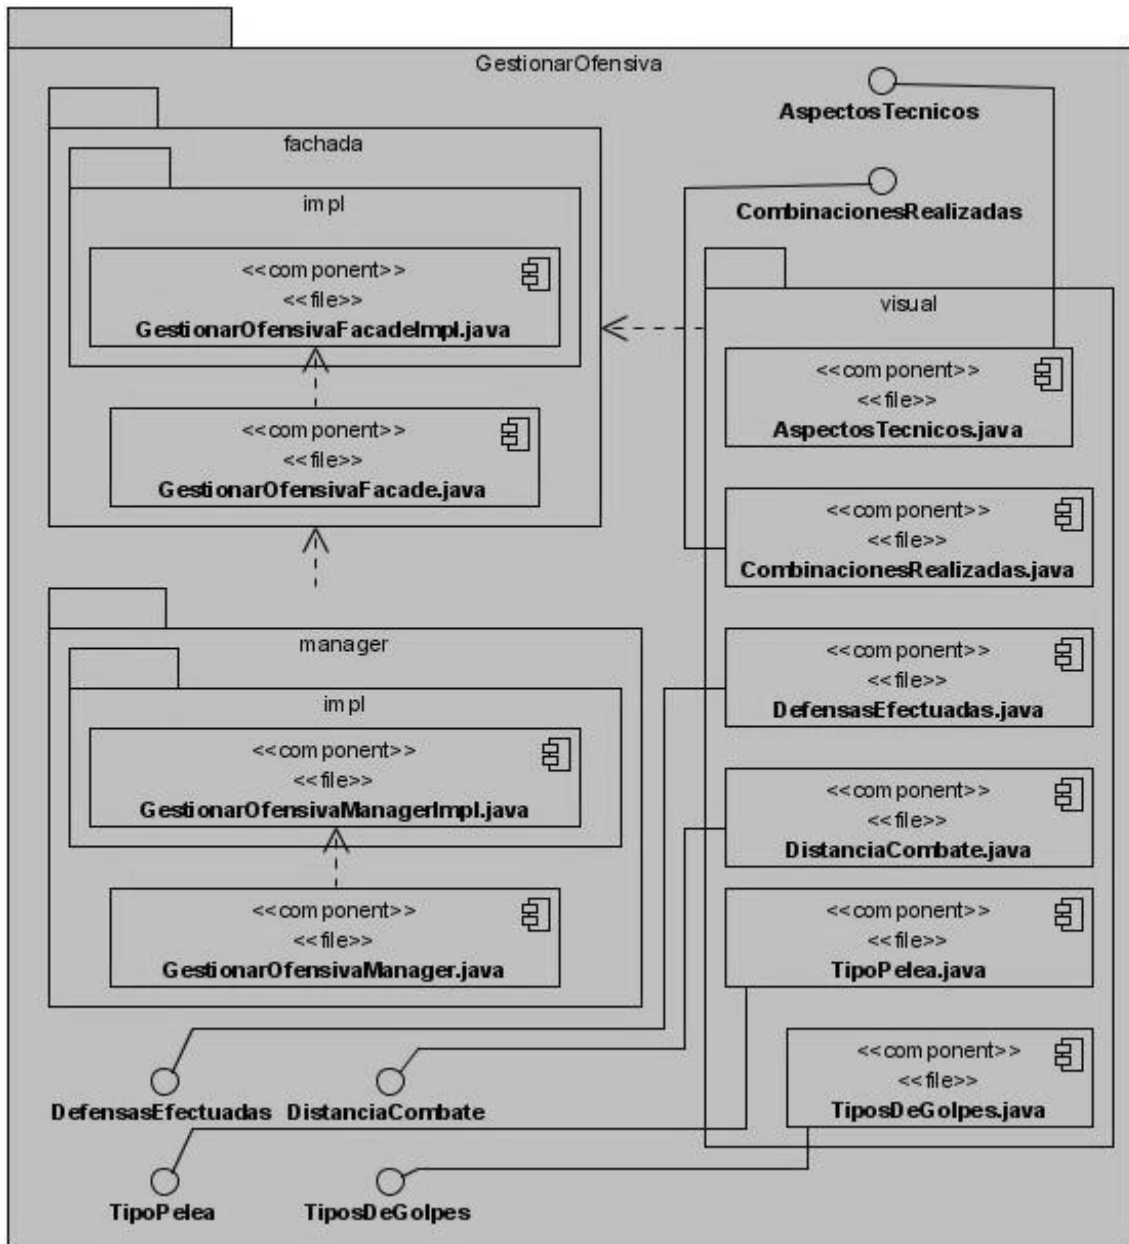 GestionarOfensiva
AspectosTecnicos
CombinacionesRealizadas
fachada
impl
<<component>>
<<file>>
GestionarOfensivaFacadeImpl.java
<<component>>
<<file>>
GestionarOfensivaFacade.java
manager
impl
<<component>>
<<file>>
GestionarOfensivaManagerImpl.java
<<component>>
<<file>>
GestionarOfensivaManager.java
visual
<<component>>
<<file>>
AspectosTecnicos.java
<<component>>
<<file>>
CombinacionesRealizadas.java
<<component>>
<<file>>
DefensasEfectuadas.java
<<component>>
<<file>>
DistanciaCombate.java
<<component>>
<<file>>
TipoPelea.java
<<component>>
<<file>>
TiposDeGolpes.java
DefensasEfectuadas
DistanciaCombate
TipoPelea
TiposDeGolpes